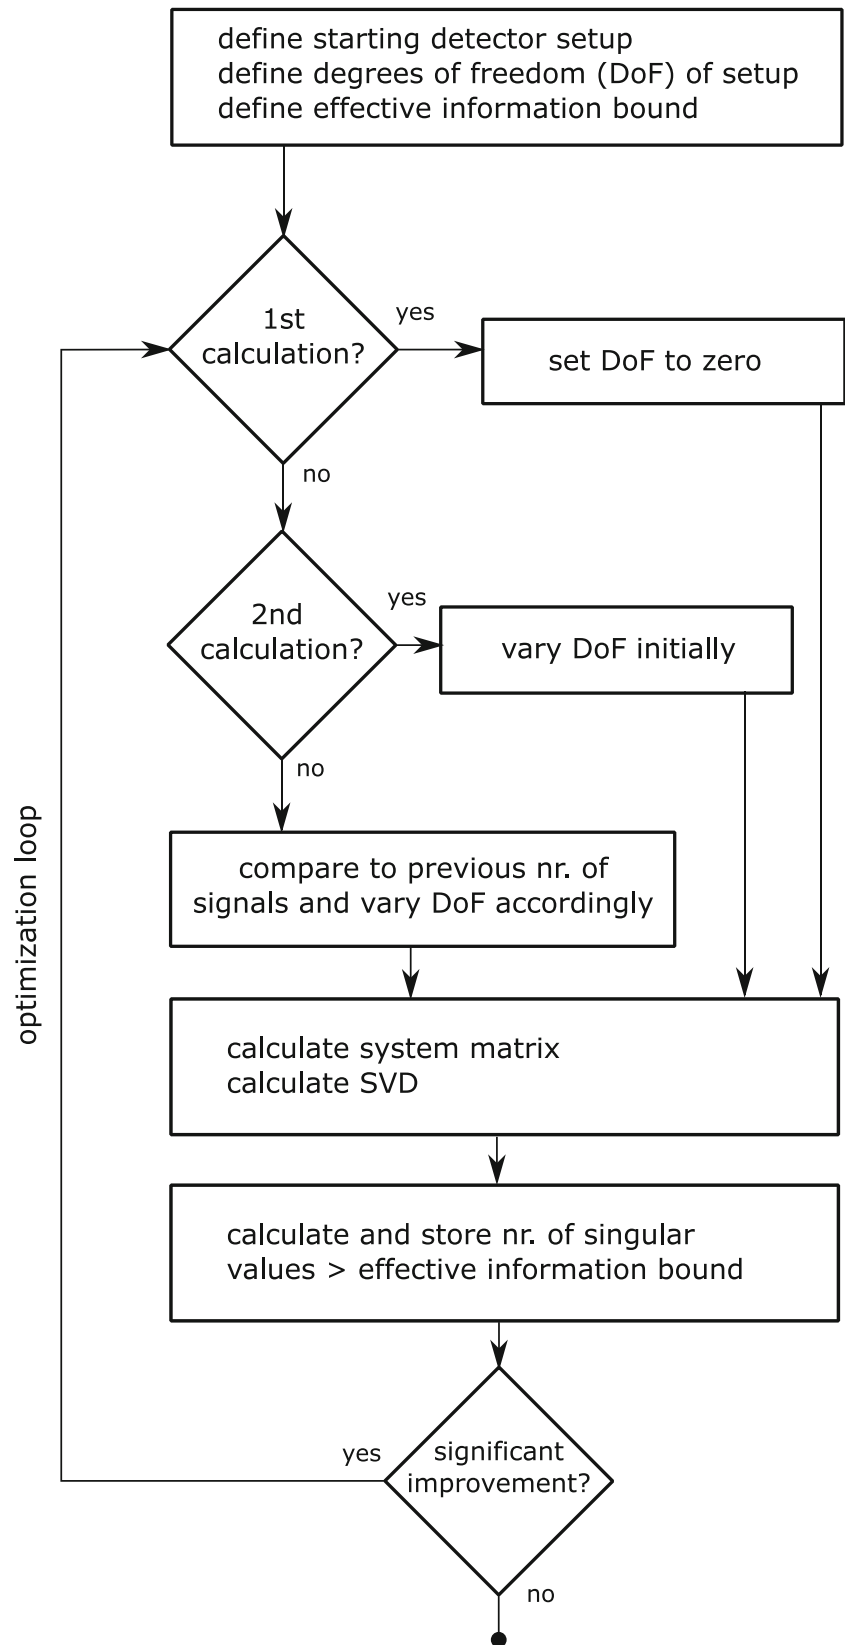 define starting detector setup
define degrees of freedom (DoF) of setup
define effective information bound
1st
calculation?
yes
set DoF to zero
no
2nd
calculation?
yes
vary DoF initially
no
compare to previous nr. of
signals and vary DoF accordingly
optimization loop
calculate system matrix
calculate SVD
calculate and store nr. of singular
values > effective information bound
significant
improvement?
yes
no